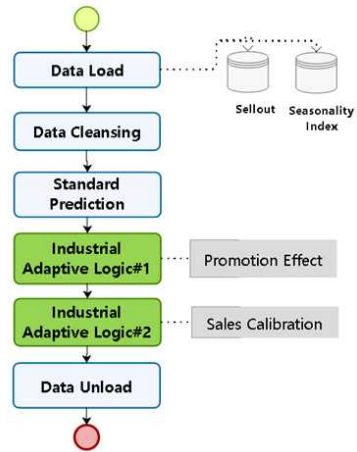 Data Load
Sellout
Seasonality
Index
Data Cleansing
Standard
Prediction
Industrial
Adaptive Logic#1
Promotion Effect
Industrial
Adaptive Logic#2
Sales Calibration
Data Unload